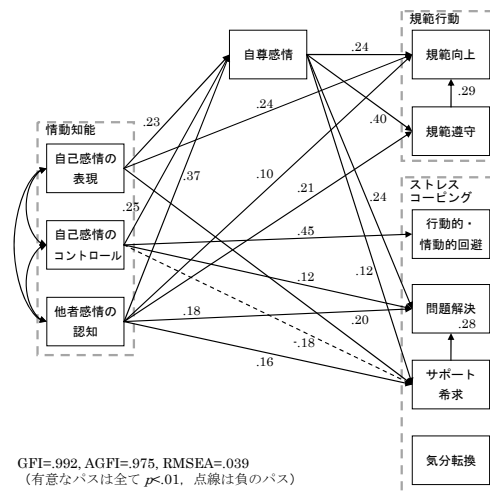 規範行動
自尊感情
.24
規範向上
.29
.23
.24
.40
規範遵守
情動知能
自己感情の
表現
.37
.10
.21
ストレス
コーピング
.24
.25
自己感情の
コントロール
.45
行動的・
情動的回避
.12
.12
他者感情の
認知
.18
.20
問題解決
-.18
.28
.16
サポート
希求
気分転換
GFI=.992, AGFI=.975, RMSEA=.039
（有意なパスは全て p<.01，点線は負のパス）